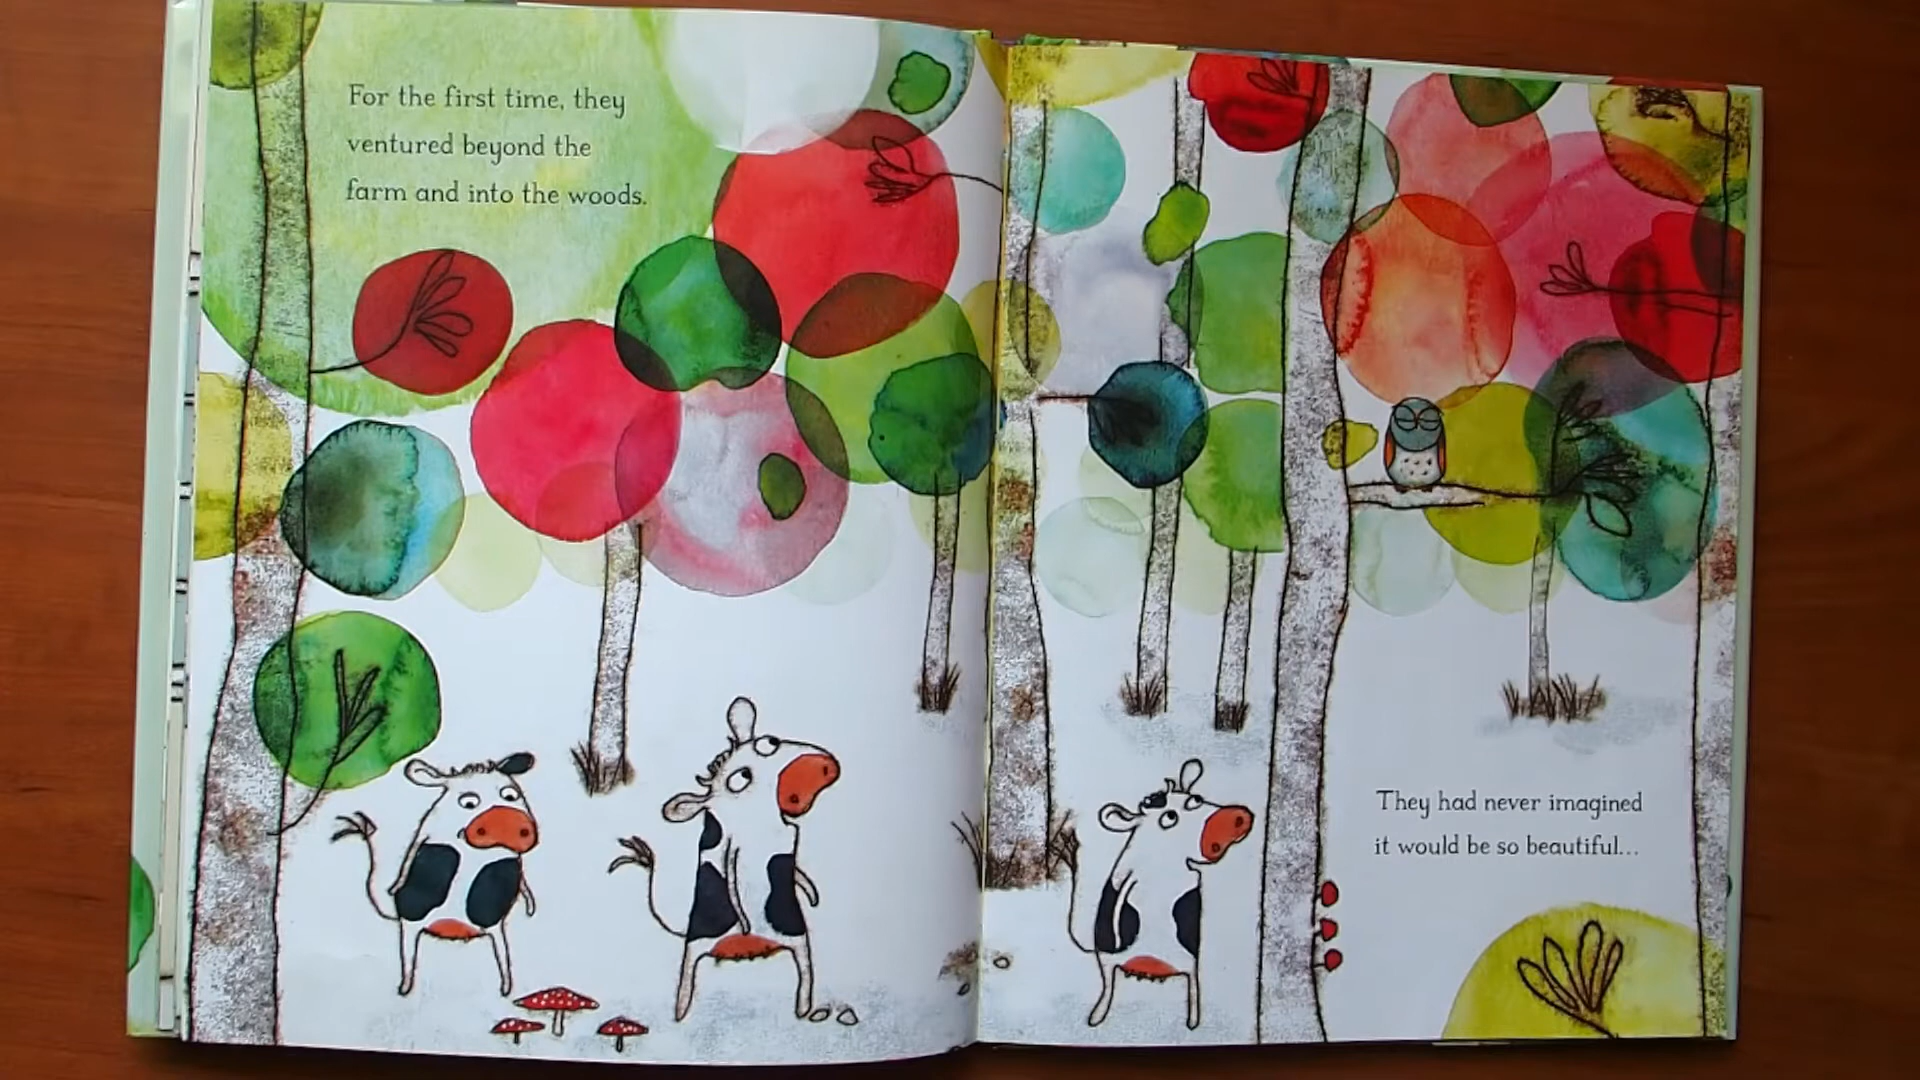 For the first time, they
ventured beyond the
farm and into the woods.
They had never imagined
it would be so beautiful...